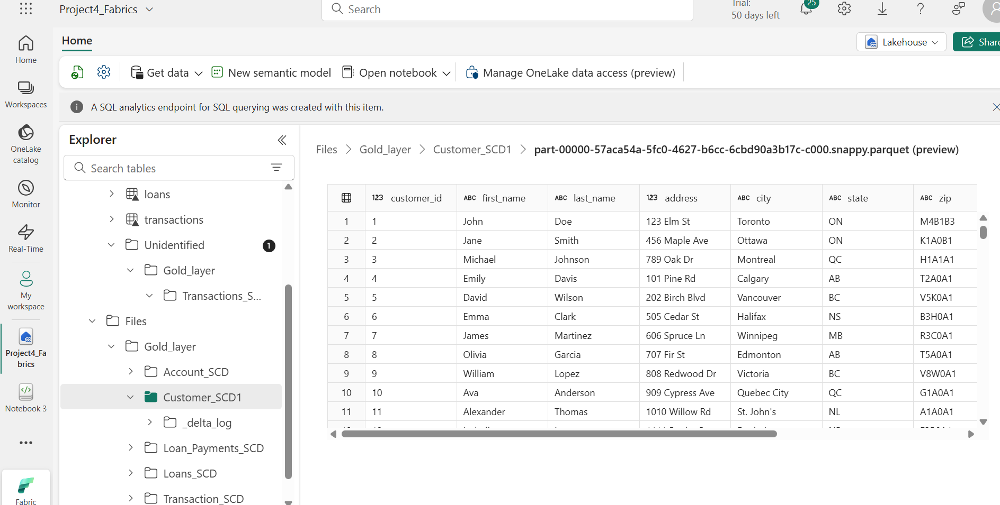 Project4_Fabrics
Search
Trial:
50 days left
25
Home
Lakehouse
Share
Get data
New semantic model
Open notebook
Manage OneLake data access (preview)
A SQL analytics endpoint for SQL querying was created with this item.
Home
Workspaces
OneLake
catalog
Monitor
Real-Time
My
workspace
Project4_Fa
brics
Notebook 3
Fabric
Explorer
Search tables
loans
transactions
Unidentified 1
Gold_layer
Transactions_S...
Files
Gold_layer
Account_SCD
Customer_SCD1
_delta_log
Loan_Payments_SCD
Loans_SCD
Transaction_SCD
Files > Gold_layer > Customer_SCD1 > part-00000-57aca54a-5fc0-4627-b6cc-6cbd90a3b17c-c000.snappy.parquet (preview)
123 customer_id ABC first_name ABC last_name 123 address ABC city ABC state ABC zip
1 1 John Doe 123 Elm St Toronto ON M4B1B3
2 2 Jane Smith 456 Maple Ave Ottawa ON K1A0B1
3 3 Michael Johnson 789 Oak Dr Montreal QC H1A1A1
4 4 Emily Davis 101 Pine Rd Calgary AB T2A0A1
5 5 David Wilson 202 Birch Blvd Vancouver BC V5K0A1
6 6 Emma Clark 505 Cedar St Halifax NS B3H0A1
7 7 James Martinez 606 Spruce Ln Winnipeg MB R3C0A1
8 8 Olivia Garcia 707 Fir St Edmonton AB T5A0A1
9 9 William Lopez 808 Redwood Dr Victoria BC V8W0A1
10 10 Ava Anderson 909 Cypress Ave Quebec City QC G1A0A1
11 11 Alexander Thomas 1010 Willow Rd St. John's NL A1A0A1